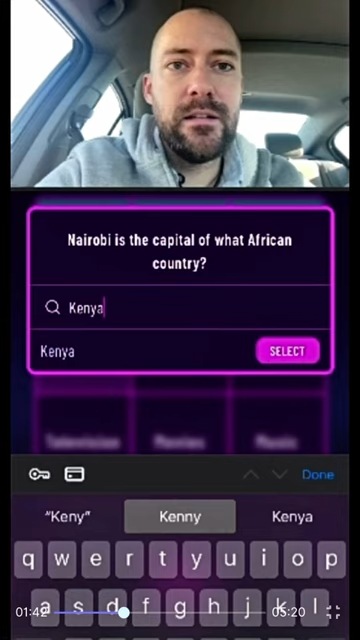 Nairobi is the capital of what African
country?
Kenya
Kenya SELECT
Television Movies Music
Done
“Keny” Kenny Kenya
q w e r t y u i o p
a s d f g h j k l
01:42 05:20